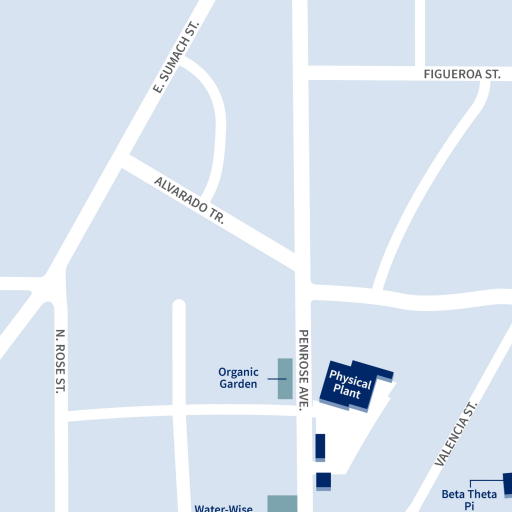 E. SUMACH ST.
FIGUEROA ST.
ALVARADO TR.
N. ROSE ST.
PENROSE AVE.
Organic
Garden
Physical
Plant
VALENCIA ST.
Beta Theta
Pi
Water-Wise